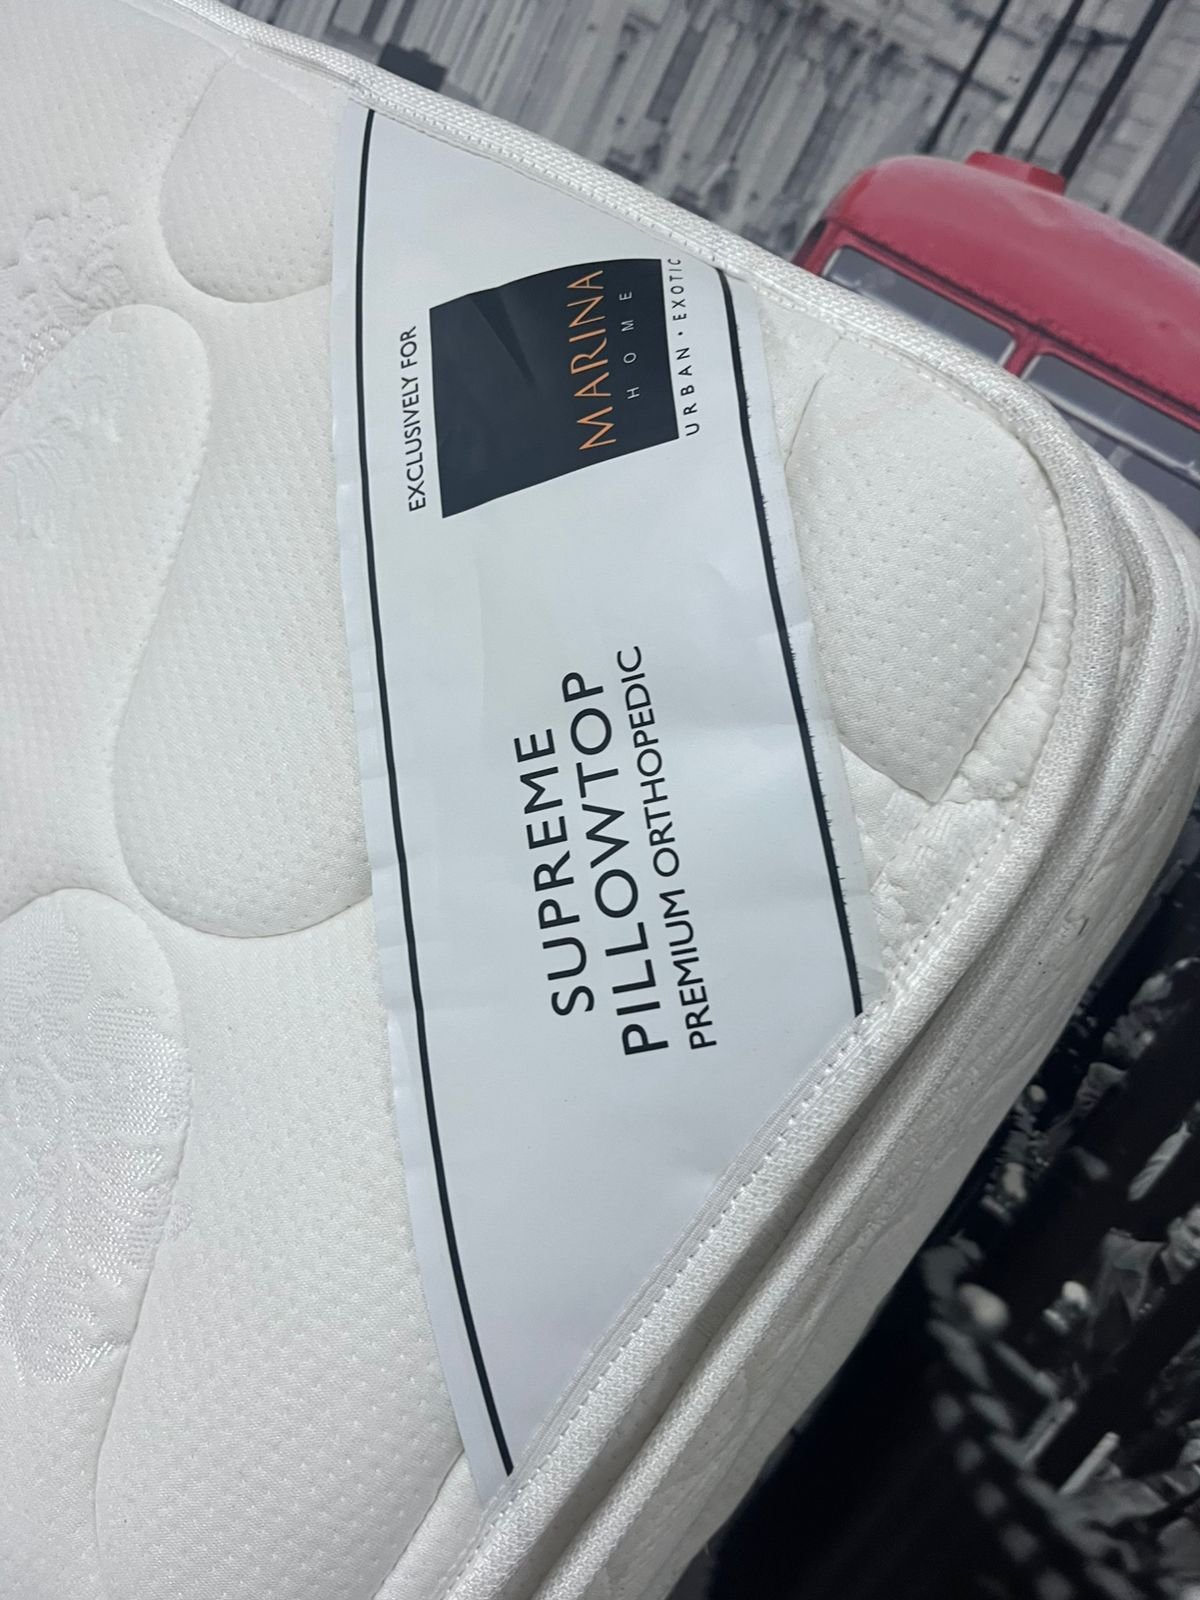 EXCLUSIVELY FOR
MARINA
HOME
URBAN • EXOTIC
SUPREME
PILLOWTOP
PREMIUM ORTHOPEDIC